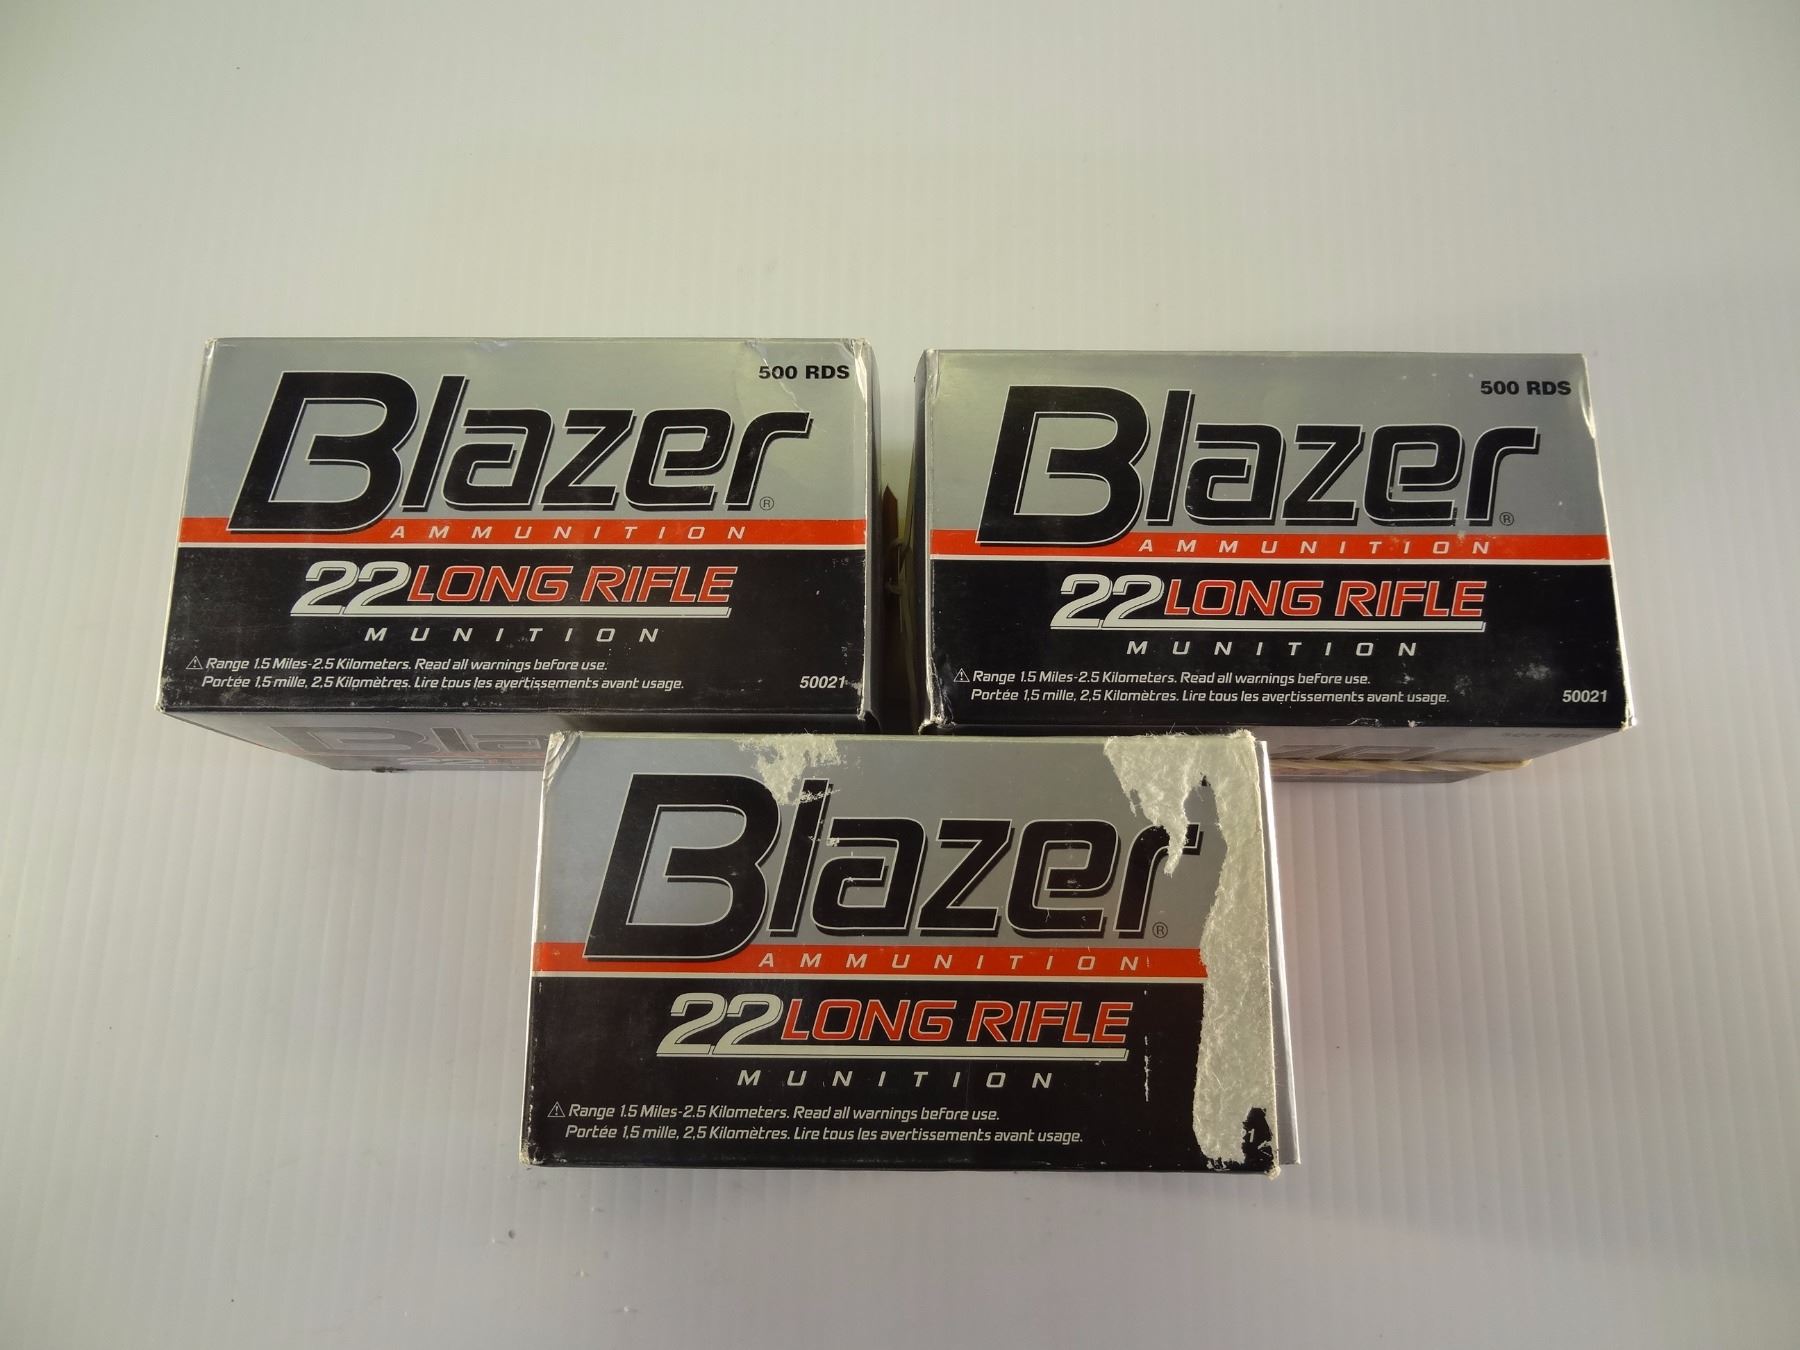 500 RDS
Blazer®
AMMUNITION
22 LONG RIFLE
MUNITION
⚠ Range 1.5 Miles-2.5 Kilometers. Read all warnings before use.
Portée 1,5 mille, 2,5 Kilomètres. Lire tous les avertissements avant usage.
50021
500 RDS
Blazer®
AMMUNITION
22 LONG RIFLE
MUNITION
⚠ Range 1.5 Miles-2.5 Kilometers. Read all warnings before use.
Portée 1,5 mille, 2,5 Kilomètres. Lire tous les avertissements avant usage.
50021
Blazer®
AMMUNITION
22 LONG RIFLE
MUNITION
⚠ Range 1.5 Miles-2.5 Kilometers. Read all warnings before use.
Portée 1,5 mille, 2,5 Kilomètres. Lire tous les avertissements avant usage.